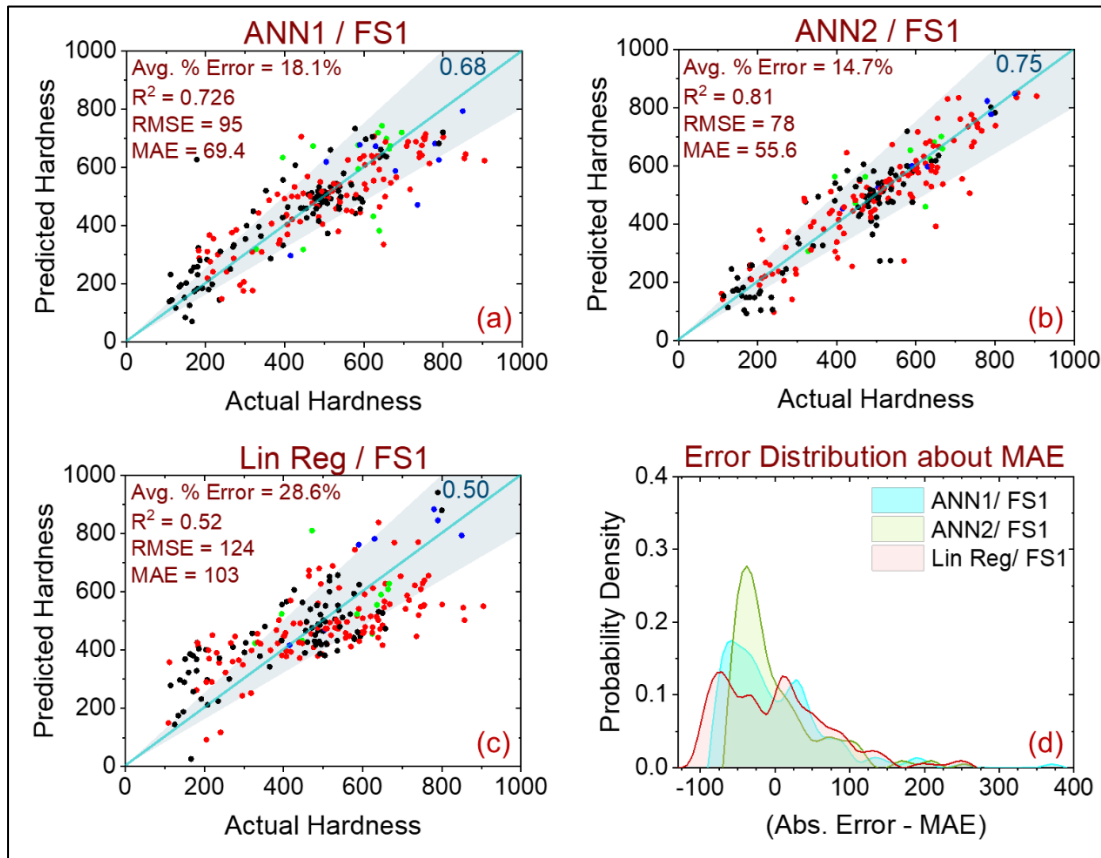 ANN1 / FS1
1000
800
600
400
200
0
Avg. % Error = 18.1%
R² = 0.726
RMSE = 95
MAE = 69.4
0.68
(a)
0 200 400 600 800 1000
Predicted Hardness
Actual Hardness
ANN2 / FS1
1000
800
600
400
200
0
Avg. % Error = 14.7%
R² = 0.81
RMSE = 78
MAE = 55.6
0.75
(b)
0 200 400 600 800 1000
Predicted Hardness
Actual Hardness
Lin Reg / FS1
1000
800
600
400
200
0
Avg. % Error = 28.6%
R² = 0.52
RMSE = 124
MAE = 103
0.50
(c)
0 200 400 600 800 1000
Predicted Hardness
Actual Hardness
Error Distribution about MAE
0.4
0.3
0.2
0.1
0.0
ANN1/ FS1
ANN2/ FS1
Lin Reg/ FS1
(d)
-100 0 100 200 300 400
Probability Density
(Abs. Error - MAE)